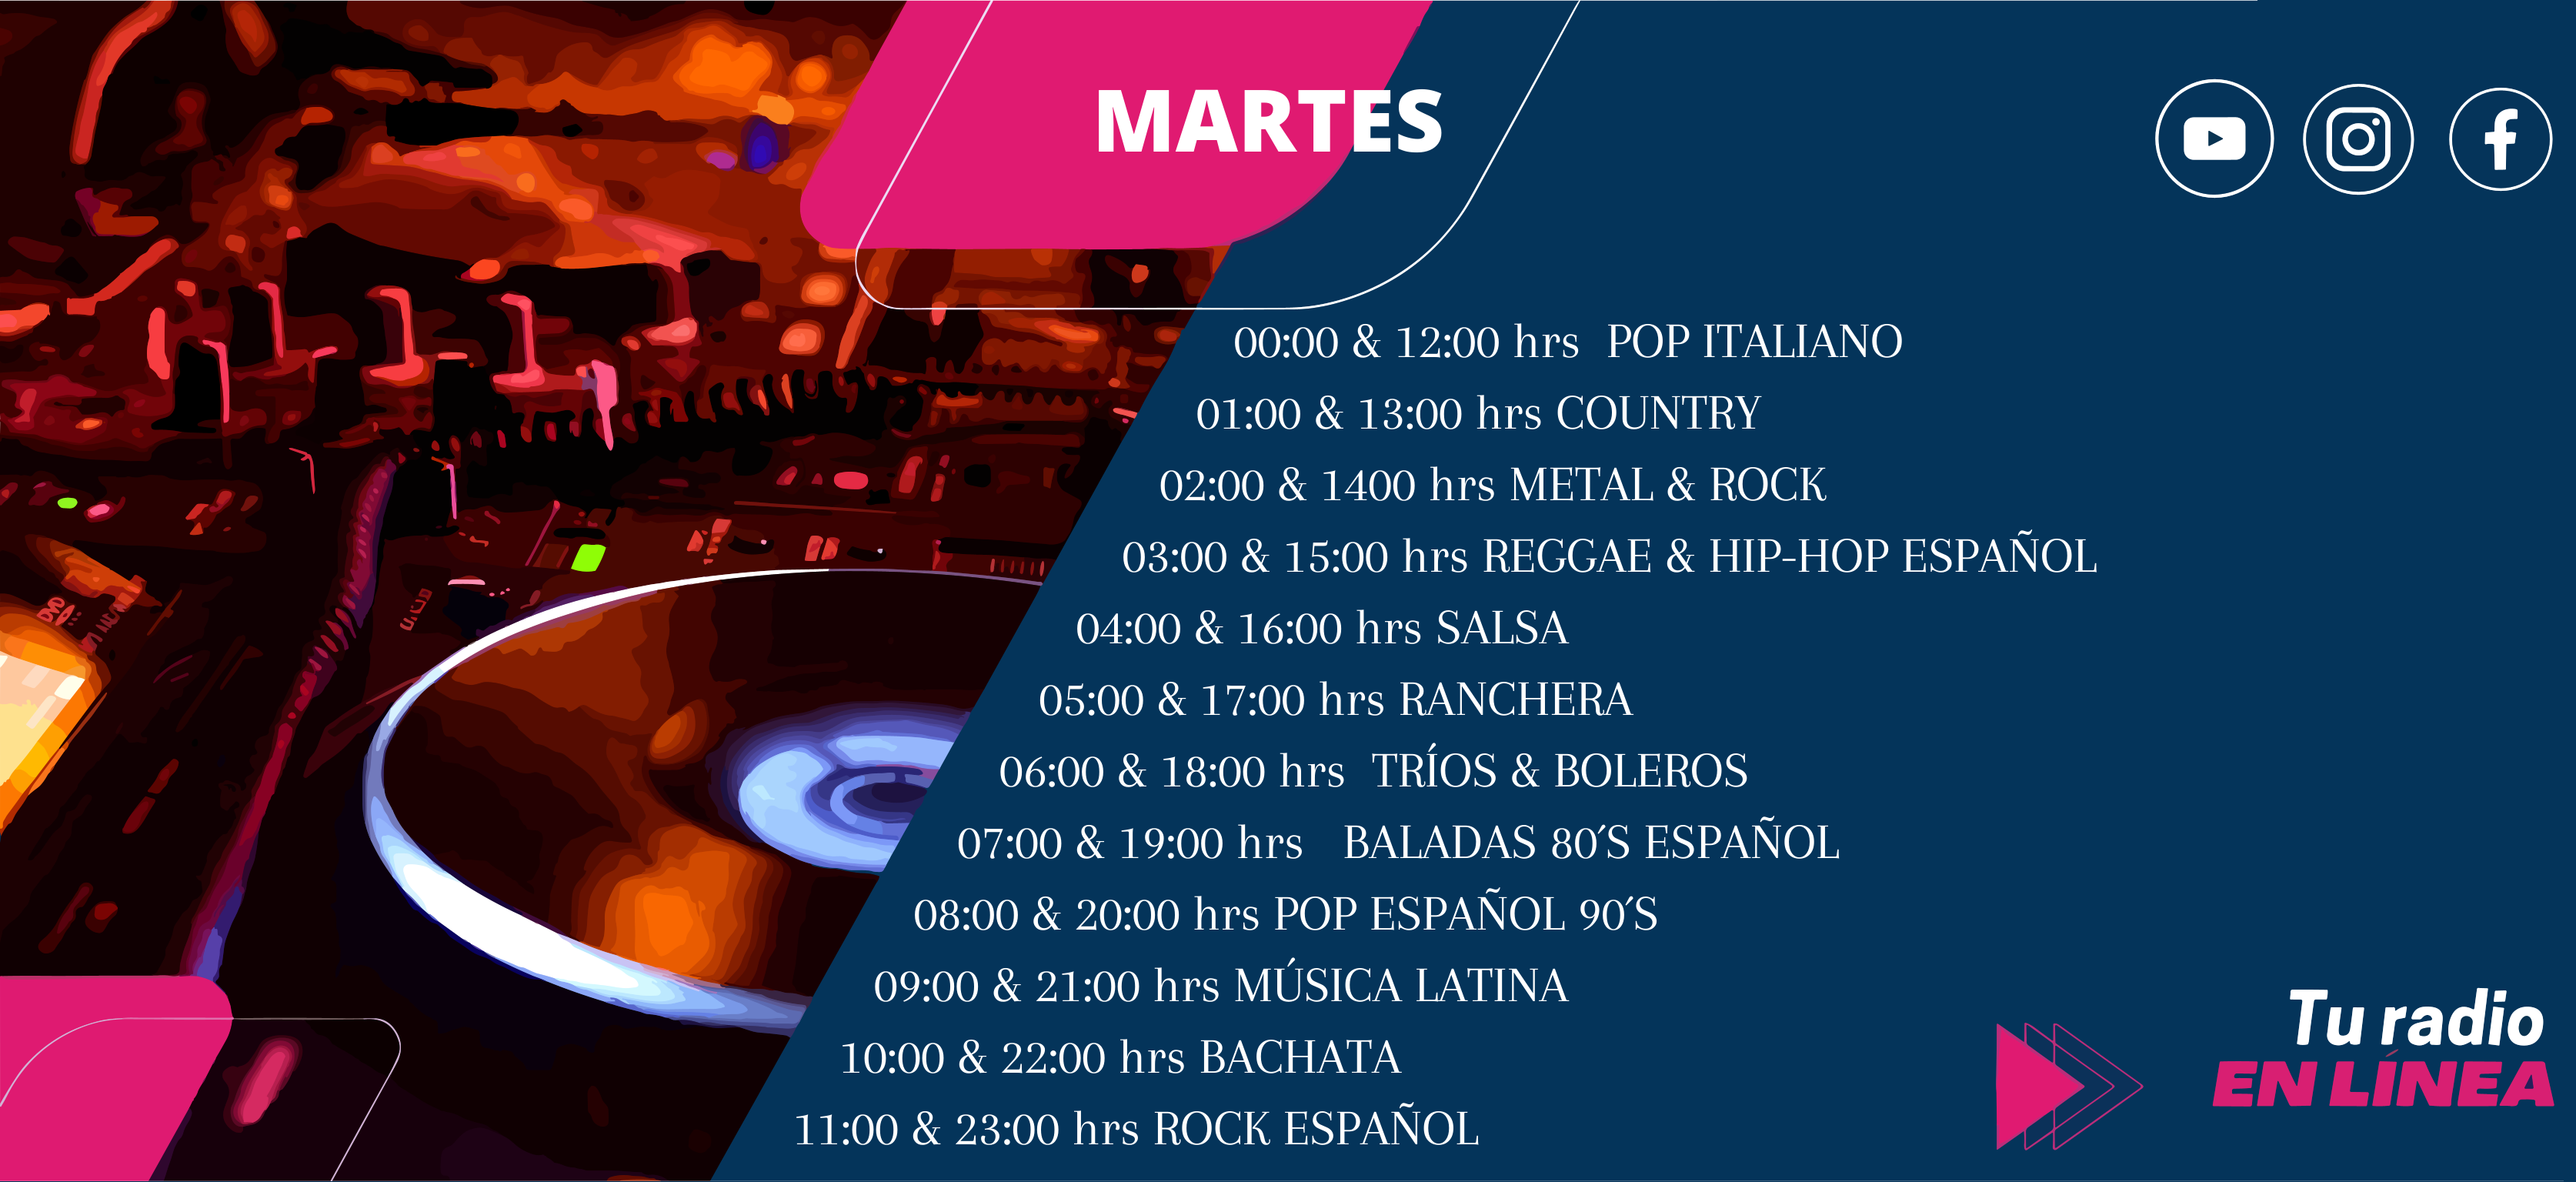 MARTES
00:00 & 12:00 hrs POP ITALIANO
01:00 & 13:00 hrs COUNTRY
02:00 & 1400 hrs METAL & ROCK
03:00 & 15:00 hrs REGGAE & HIP-HOP ESPAÑOL
04:00 & 16:00 hrs SALSA
05:00 & 17:00 hrs RANCHERA
06:00 & 18:00 hrs TRÍOS & BOLEROS
07:00 & 19:00 hrs BALADAS 80´S ESPAÑOL
08:00 & 20:00 hrs POP ESPAÑOL 90´S
09:00 & 21:00 hrs MÚSICA LATINA
10:00 & 22:00 hrs BACHATA
11:00 & 23:00 hrs ROCK ESPAÑOL
Tu radio
EN LÍNEA